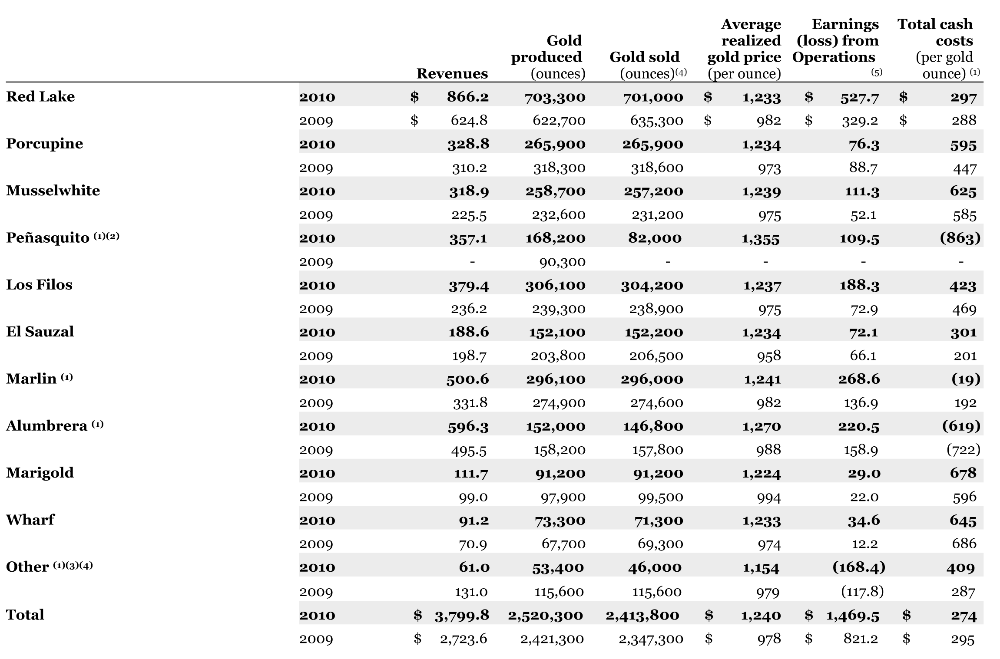 Revenues Gold produced (ounces) Gold sold (ounces)(4) Average realized gold price (per ounce) Earnings (loss) from Operations (5) Total cash costs (per gold ounce) (1)
Red Lake 2010 $ 866.2 703,300 701,000 $ 1,233 $ 527.7 $ 297
2009 $ 624.8 622,700 635,300 $ 982 $ 329.2 $ 288
Porcupine 2010 328.8 265,900 265,900 1,234 76.3 595
2009 310.2 318,300 318,600 973 88.7 447
Musselwhite 2010 318.9 258,700 257,200 1,239 111.3 625
2009 225.5 232,600 231,200 975 52.1 585
Peñasquito (1)(2) 2010 357.1 168,200 82,000 1,355 109.5 (863)
2009 - 90,300 - - - -
Los Filos 2010 379.4 306,100 304,200 1,237 188.3 423
2009 236.2 239,300 238,900 975 72.9 469
El Sauzal 2010 188.6 152,100 152,200 1,234 72.1 301
2009 198.7 203,800 206,500 958 66.1 201
Marlin (1) 2010 500.6 296,100 296,000 1,241 268.6 (19)
2009 331.8 274,900 274,600 982 136.9 192
Alumbrera (1) 2010 596.3 152,000 146,800 1,270 220.5 (619)
2009 495.5 158,200 157,800 988 158.9 (722)
Marigold 2010 111.7 91,200 91,200 1,224 29.0 678
2009 99.0 97,900 99,500 994 22.0 596
Wharf 2010 91.2 73,300 71,300 1,233 34.6 645
2009 70.9 67,700 69,300 974 12.2 686
Other (1)(3)(4) 2010 61.0 53,400 46,000 1,154 (168.4) 409
2009 131.0 115,600 115,600 979 (117.8) 287
Total 2010 $ 3,799.8 2,520,300 2,413,800 $ 1,240 $ 1,469.5 $ 274
2009 $ 2,723.6 2,421,300 2,347,300 $ 978 $ 821.2 $ 295